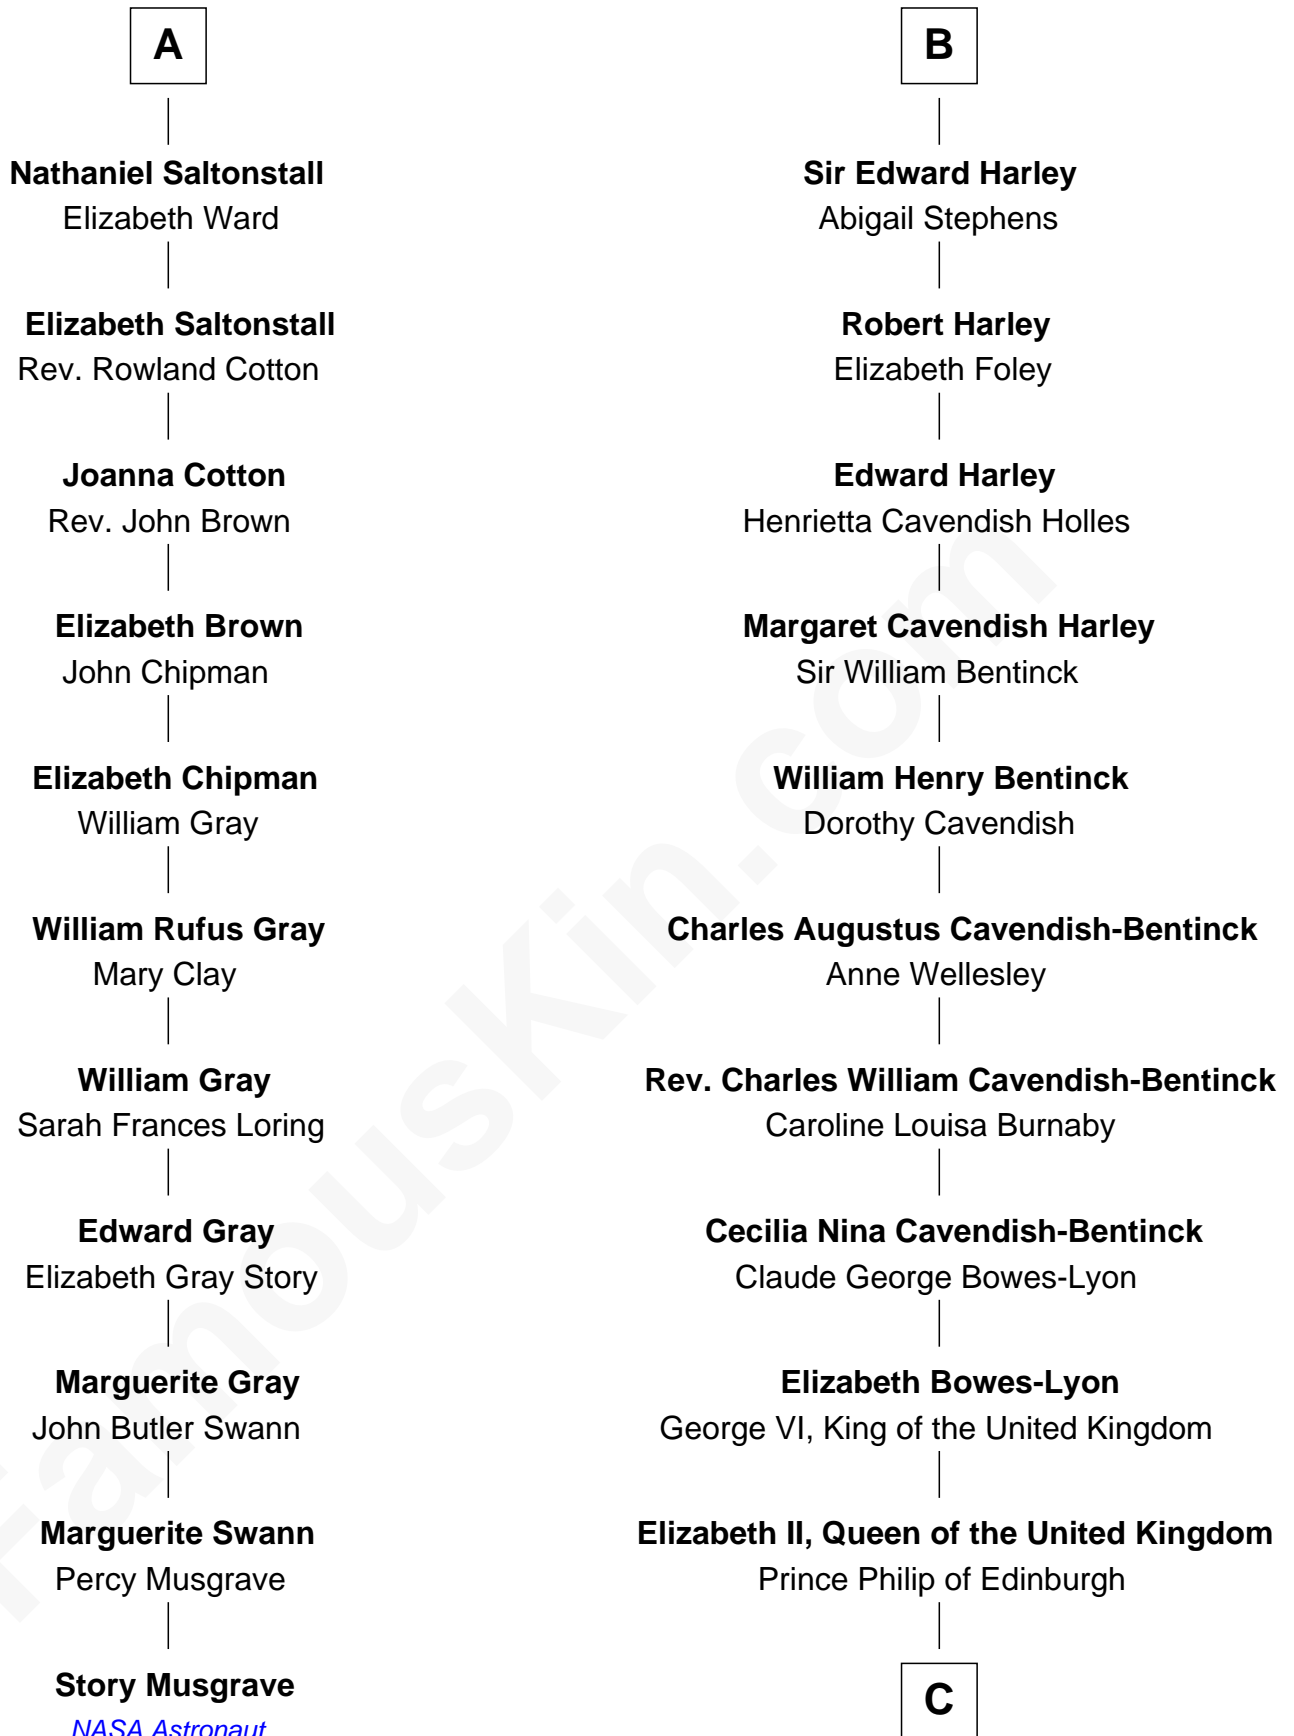 A
Nathaniel Saltonstall
Elizabeth Ward
Elizabeth Saltonstall
Rev. Rowland Cotton
Joanna Cotton
Rev. John Brown
Elizabeth Brown
John Chipman
Elizabeth Chipman
William Gray
William Rufus Gray
Mary Clay
William Gray
Sarah Frances Loring
Edward Gray
Elizabeth Gray Story
Marguerite Gray
John Butler Swann
Marguerite Swann
Percy Musgrave
Story Musgrave
NASA Astronaut
B
Sir Edward Harley
Abigail Stephens
Robert Harley
Elizabeth Foley
Edward Harley
Henrietta Cavendish Holles
Margaret Cavendish Harley
Sir William Bentinck
William Henry Bentinck
Dorothy Cavendish
Charles Augustus Cavendish-Bentinck
Anne Wellesley
Rev. Charles William Cavendish-Bentinck
Caroline Louisa Burnaby
Cecilia Nina Cavendish-Bentinck
Claude George Bowes-Lyon
Elizabeth Bowes-Lyon
George VI, King of the United Kingdom
Elizabeth II, Queen of the United Kingdom
Prince Philip of Edinburgh
C
FamousKin.com